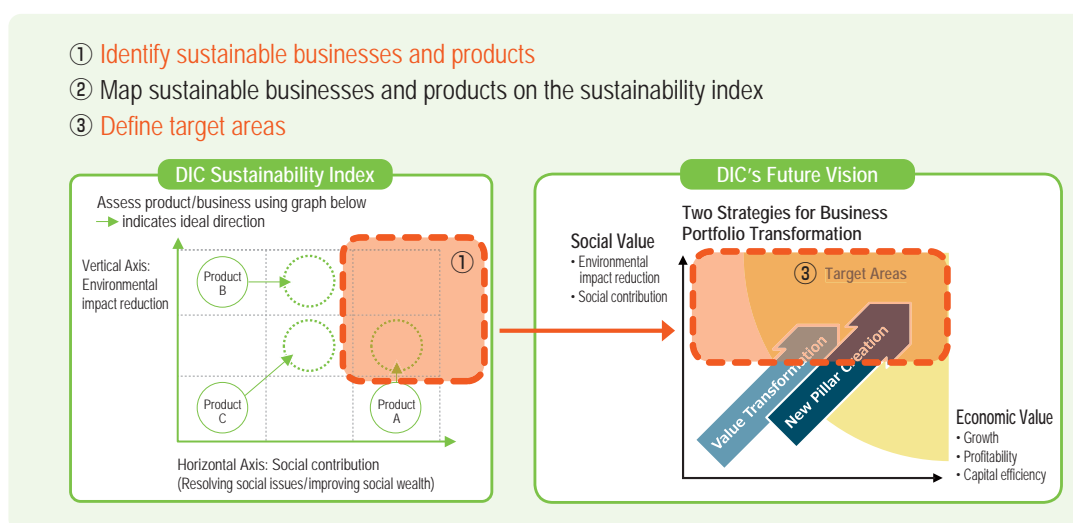 ① Identify sustainable businesses and products
② Map sustainable businesses and products on the sustainability index
③ Define target areas
DIC Sustainability Index
Assess product/business using graph below
indicates ideal direction
Vertical Axis:
Environmental
impact reduction
①
Product
B
Product
C
Product
A
Horizontal Axis: Social contribution
(Resolving social issues/improving social wealth)
DIC's Future Vision
Two Strategies for Business
Portfolio Transformation
Social Value
• Environmental
impact reduction
• Social contribution
③ Target Areas
Value Transformation
New Pillar Creation
Economic Value
• Growth
• Profitability
• Capital efficiency